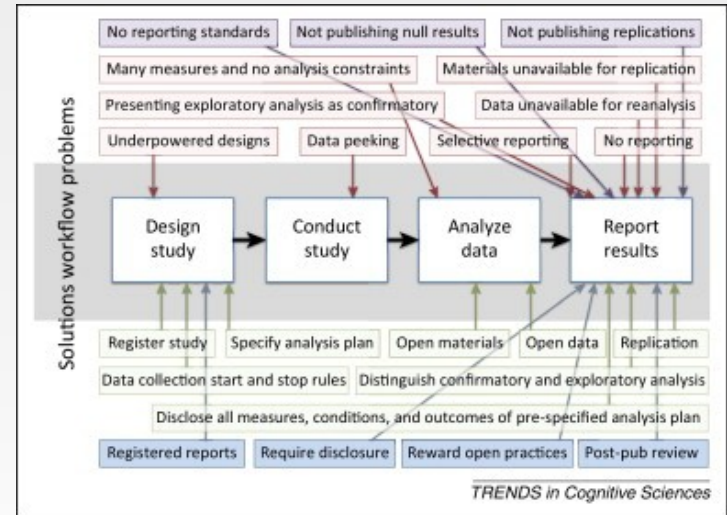 No reporting standards Not publishing null results Not publishing replications
Many measures and no analysis constraints Materials unavailable for replication
Presenting exploratory analysis as confirmatory Data unavailable for reanalysis
Underpowered designs Data peeking Selective reporting No reporting
Solutions workflow problems
Design study
Conduct study
Analyze data
Report results
Register study Specify analysis plan Open materials Open data Replication
Data collection start and stop rules Distinguish confirmatory and exploratory analysis
Disclose all measures, conditions, and outcomes of pre-specified analysis plan
Registered reports Require disclosure Reward open practices Post-pub review
TRENDS in Cognitive Sciences